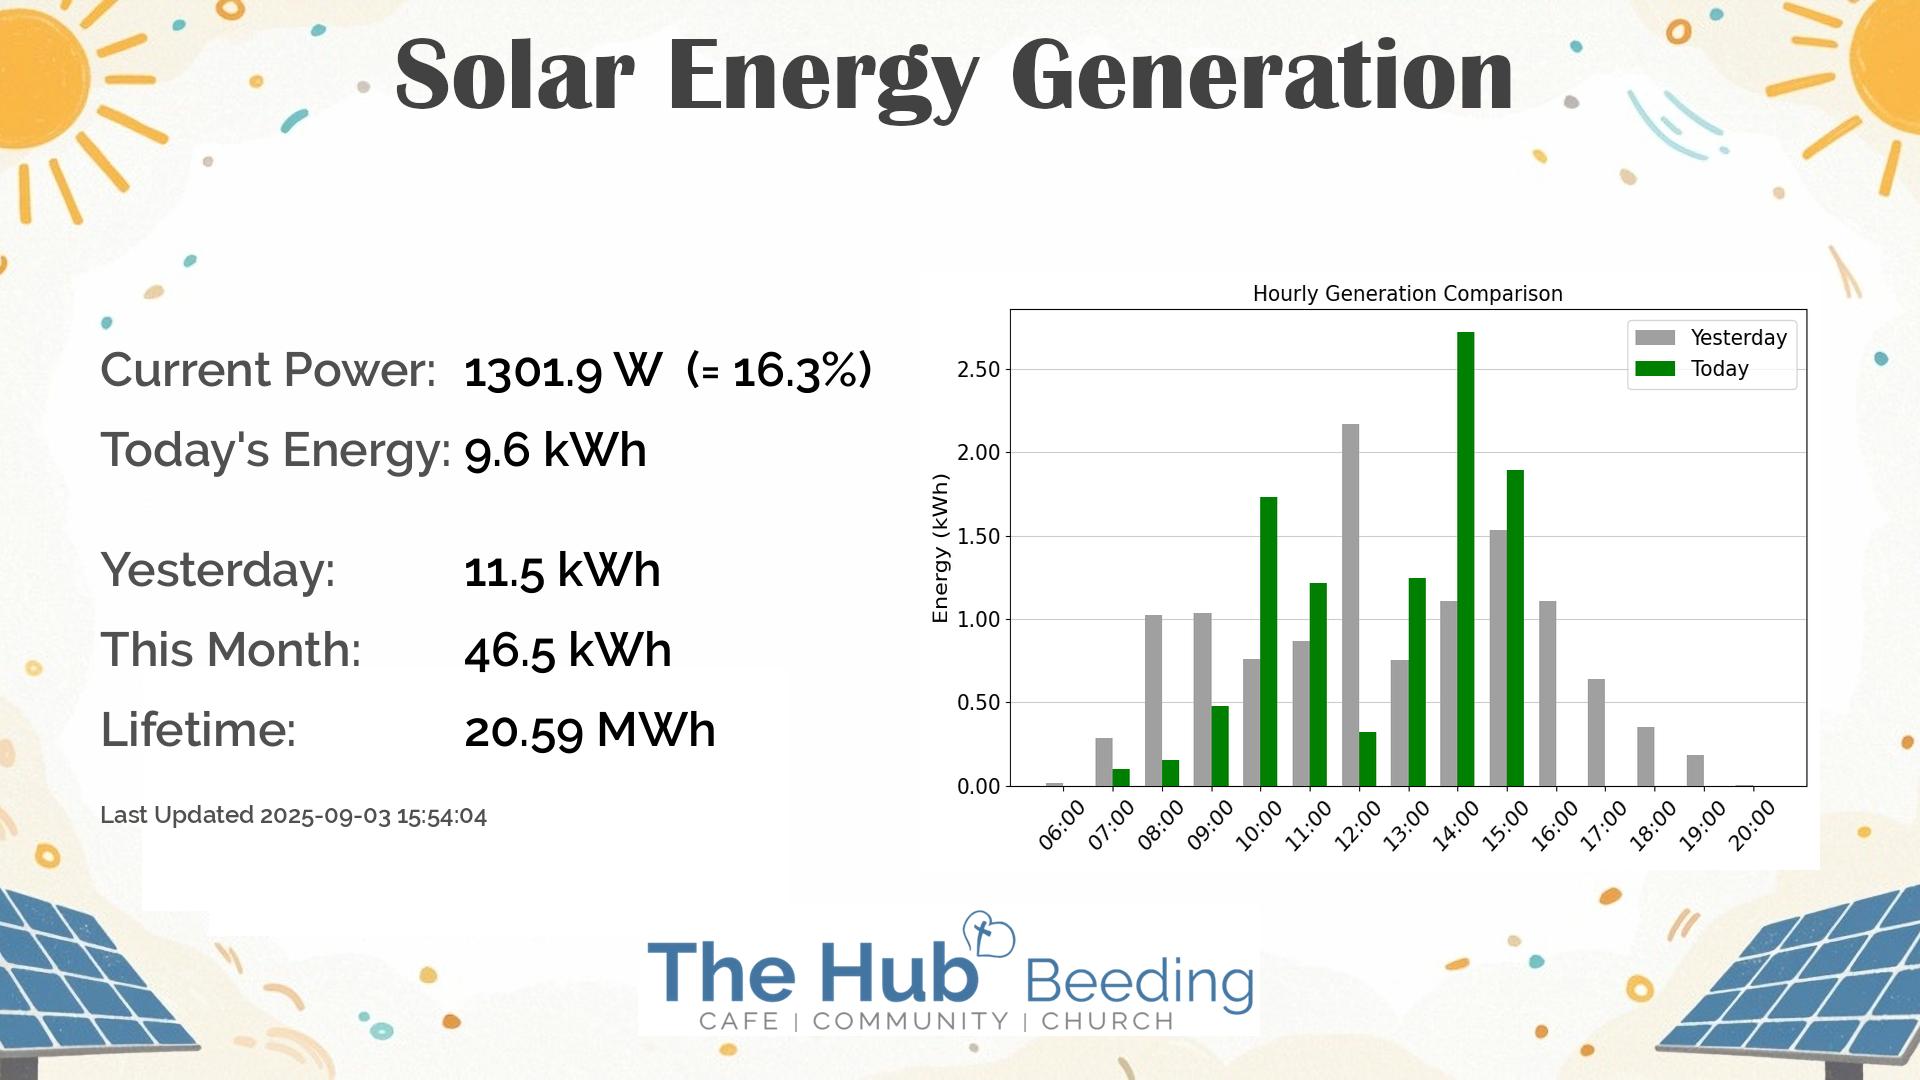 Solar Energy Generation
Current Power: 1301.9 W (= 16.3%)
Today's Energy: 9.6 kWh
Yesterday: 11.5 kWh
This Month: 46.5 kWh
Lifetime: 20.59 MWh
Last Updated 2025-09-03 15:54:04
Hourly Generation Comparison
Yesterday
Today
Energy (kWh)
2.50
2.00
1.50
1.00
0.50
0.00
06:00 07:00 08:00 09:00 10:00 11:00 12:00 13:00 14:00 15:00 16:00 17:00 18:00 19:00 20:00
The Hub Beeding
CAFE | COMMUNITY | CHURCH